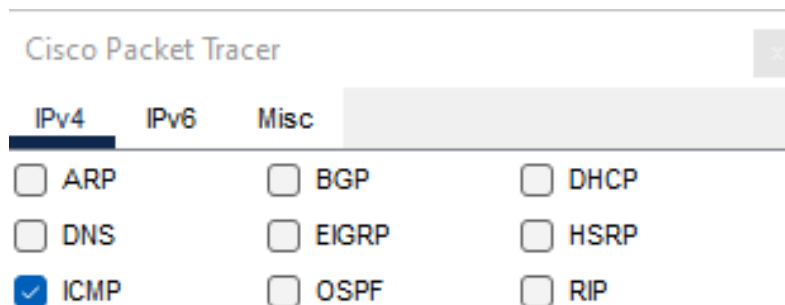 Cisco Packet Tracer
IPv4 IPv6 Misc
ARP BGP DHCP
DNS EIGRP HSRP
ICMP OSPF RIP